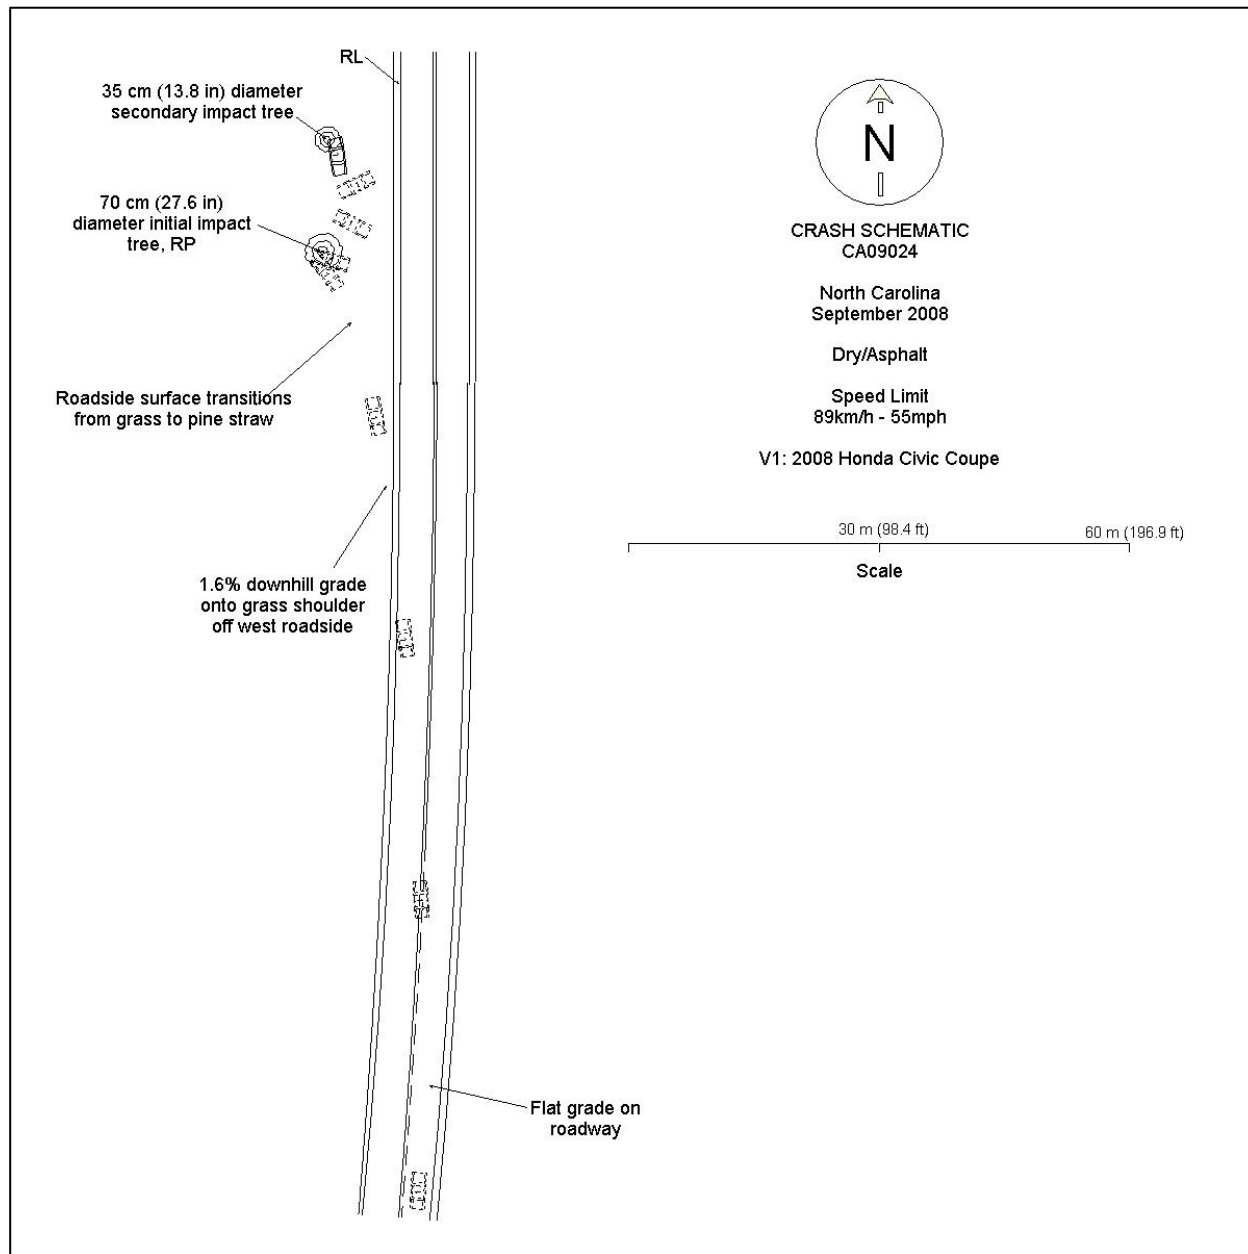 RL
35 cm (13.8 in) diameter
secondary impact tree
70 cm (27.6 in)
diameter initial impact
tree, RP
Roadside surface transitions
from grass to pine straw
1.6% downhill grade
onto grass shoulder
off west roadside
Flat grade on
roadway
N
CRASH SCHEMATIC
CA09024
North Carolina
September 2008
Dry/Asphalt
Speed Limit
89km/h - 55mph
V1: 2008 Honda Civic Coupe
30 m (98.4 ft)
60 m (196.9 ft)
Scale